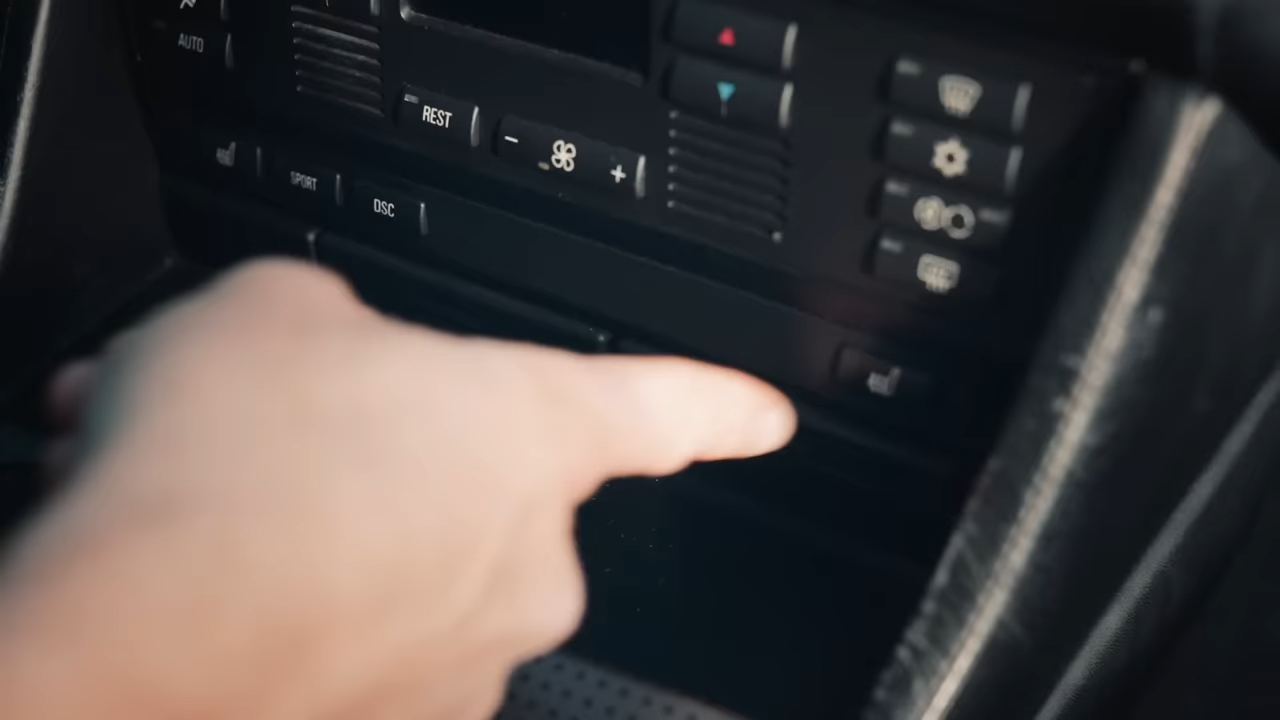 AUTO
REST
- +
SPORT
DSC